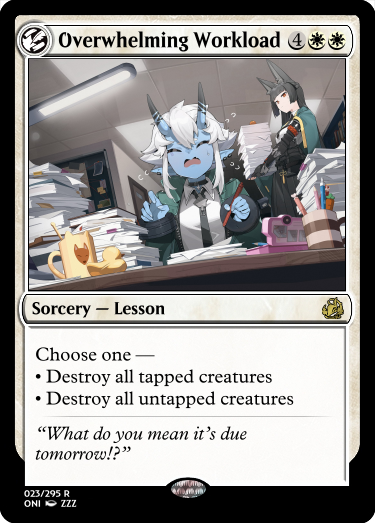 Overwhelming Workload 4
Sorcery — Lesson
Choose one —
• Destroy all tapped creatures
• Destroy all untapped creatures
“What do you mean it’s due
tomorrow!?”
023/295 R
ONI ZZZ